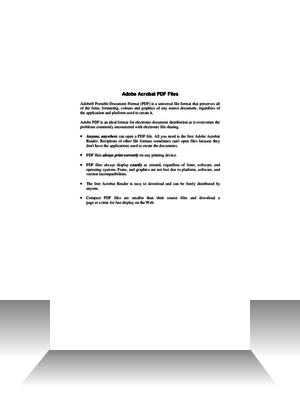 Adobe Acrobat PDF Files
Adobe® Portable Document Format (PDF) is a universal file format that preserves all
of the fonts, formatting, colours and graphics of any source document, regardless of
the application and platform used to create it.
Adobe PDF is an ideal format for electronic document distribution as it overcomes the
problems commonly encountered with electronic file sharing.
• Anyone, anywhere can open a PDF file. All you need is the free Adobe Acrobat
Reader. Recipients of other file formats sometimes can't open files because they
don't have the applications used to create the documents.
• PDF files always print correctly on any printing device.
• PDF files always display exactly as created, regardless of fonts, software, and
operating systems. Fonts, and graphics are not lost due to platform, software, and
version incompatibilities.
• The free Acrobat Reader is easy to download and can be freely distributed by
anyone.
• Compact PDF files are smaller than their source files and download a
page at a time for fast display on the Web.